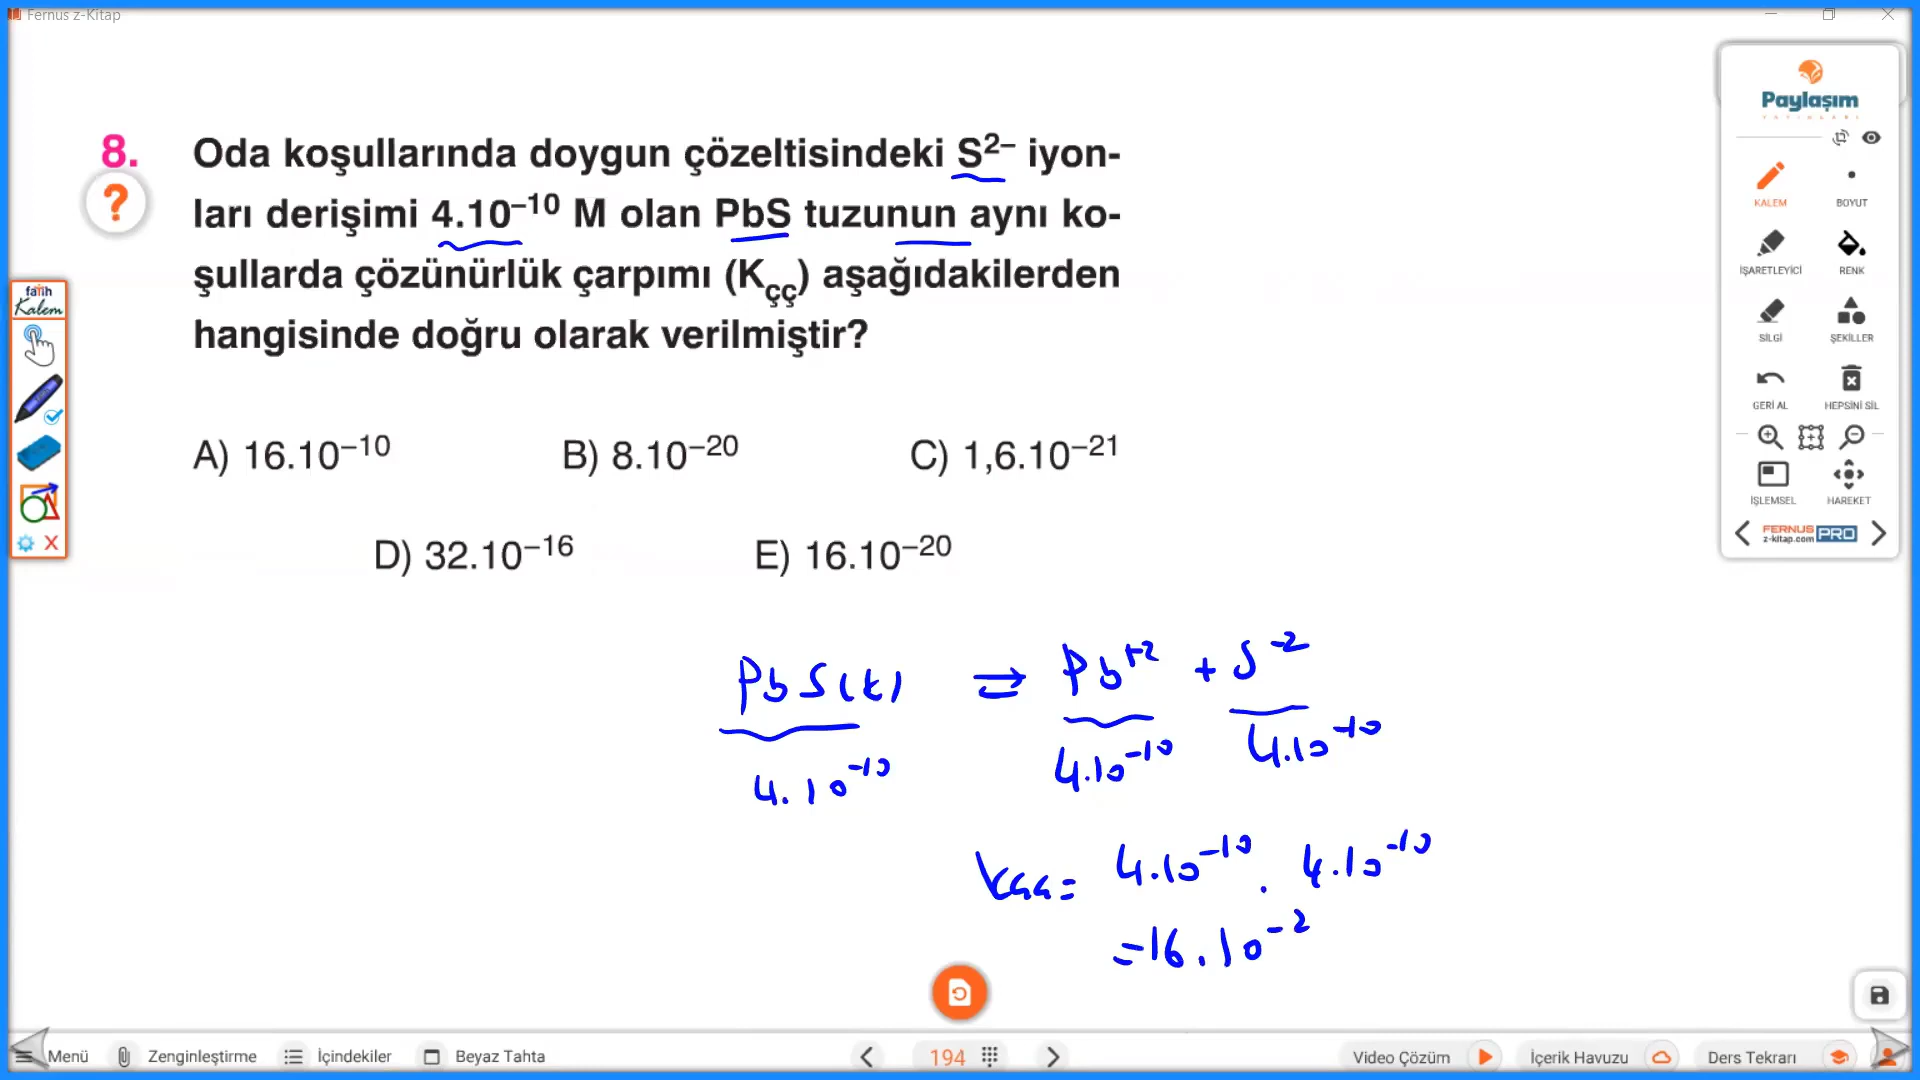 Fernus z-Kitap
8. Oda koşullarında doygun çözeltisindeki S²⁻ iyon-
ları derişimi 4.10⁻¹⁰ M olan PbS tuzunun aynı ko-
şullarda çözünürlük çarpımı (Kçç) aşağıdakilerden
hangisinde doğru olarak verilmiştir?
?
A) 16.10⁻¹⁰ B) 8.10⁻²⁰ C) 1,6.10⁻²¹
D) 32.10⁻¹⁶ E) 16.10⁻²⁰
PbS(k) ⇌ Pb⁺² + S⁻²
4.10⁻¹⁰ 4.10⁻¹⁰ 4.10⁻¹⁰
Kçç = 4.10⁻¹⁰ . 4.10⁻¹⁰
= 16.10⁻²
fatih
Kalem
Paylaşım
YAYINLARI
KALEM BOYUT
İŞARETLEYİCİ RENK
SİLGİ ŞEKİLLER
GERİ AL HEPSİNİ SİL
İŞLEMSEL HAREKET
FERNUS
z-kitap.com PRO
Menü Zenginleştirme İçindekiler Beyaz Tahta 194 Video Çözüm İçerik Havuzu Ders Tekrarı